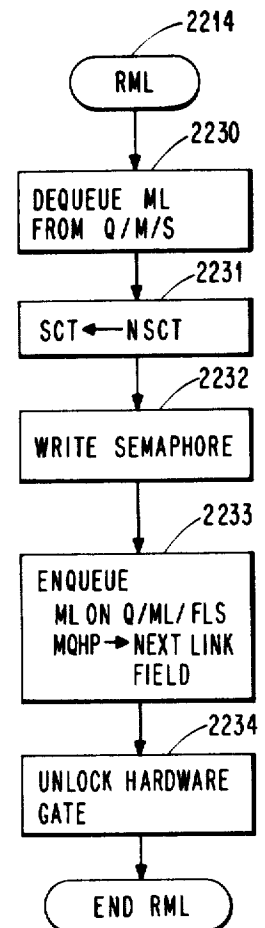 2214
RML
2230
DEQUEUE ML
FROM Q/M/S
2231
SCT←NSCT
2232
WRITE SEMAPHORE
2233
ENQUEUE
ML ON Q/ML/FLS
MQHP→NEXT LINK
FIELD
2234
UNLOCK HARDWARE
GATE
END RML